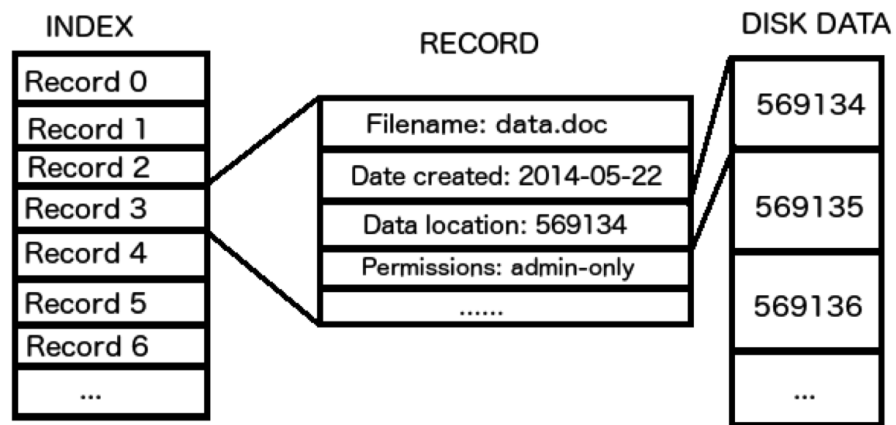 INDEX
Record 0
Record 1
Record 2
Record 3
Record 4
Record 5
Record 6
...
RECORD
Filename: data.doc
Date created: 2014-05-22
Data location: 569134
Permissions: admin-only
......
DISK DATA
569134
569135
569136
...